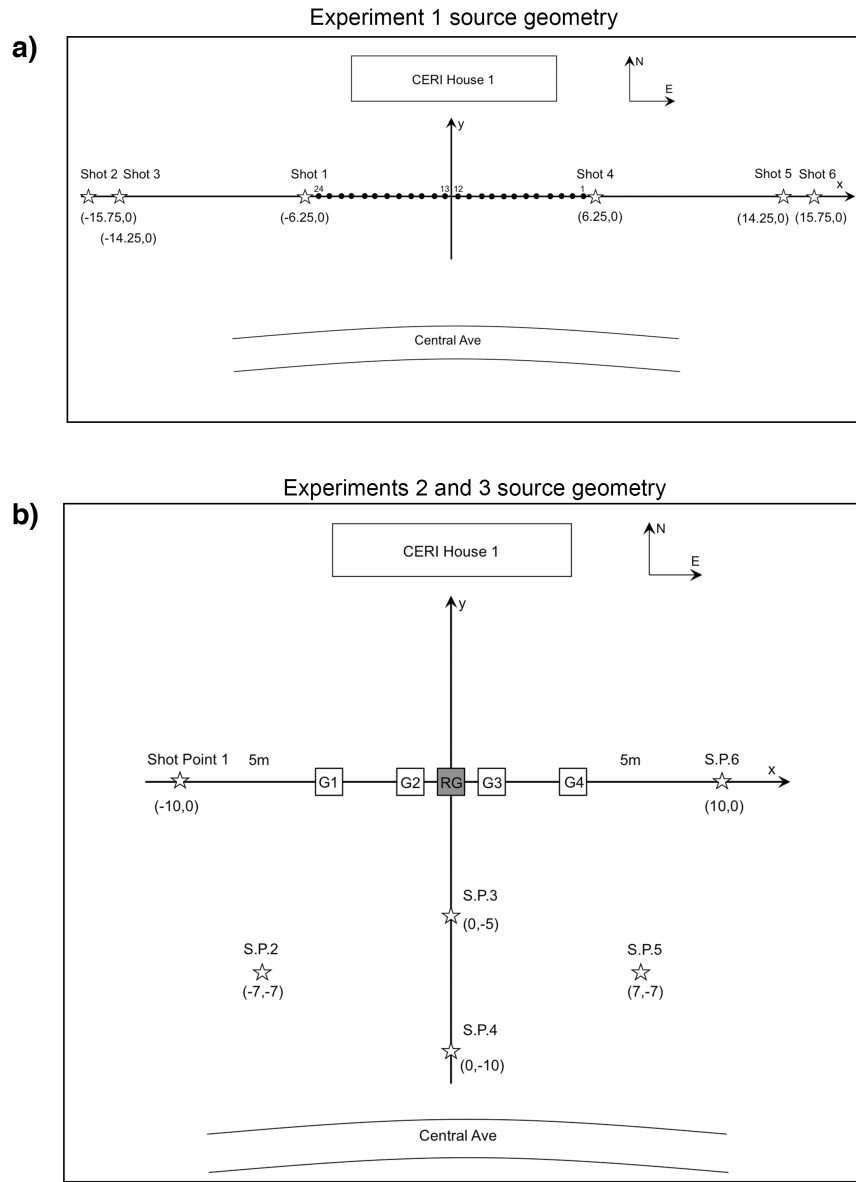 Experiment 1 source geometry
a)
CERI House 1
N
E
y
Shot 2 Shot 3 Shot 1 Shot 4 Shot 5 Shot 6 x
24 13 12 1
(-15.75,0) (-6.25,0) (6.25,0) (14.25,0) (15.75,0)
(-14.25,0)
Central Ave
Experiments 2 and 3 source geometry
b)
CERI House 1
N
E
y
Shot Point 1 5m 5m S.P.6 x
G1 G2 RG G3 G4
(-10,0) (10,0)
S.P.3
(0,-5)
S.P.2 S.P.5
(-7,-7) (7,-7)
S.P.4
(0,-10)
Central Ave